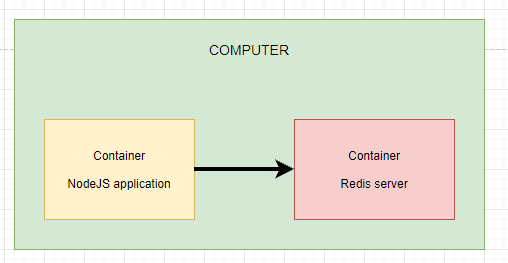 COMPUTER
Container
NodeJS application
Container
Redis server